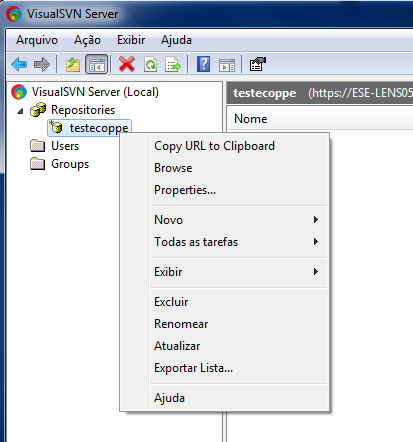 VisualSVN Server
Arquivo Ação Exibir Ajuda
VisualSVN Server (Local)
Repositories
testecoppe
Users
Groups
testecoppe (https://ESE-LENS05
Nome
Copy URL to Clipboard
Browse
Properties...
Novo
Todas as tarefas
Exibir
Excluir
Renomear
Atualizar
Exportar Lista...
Ajuda